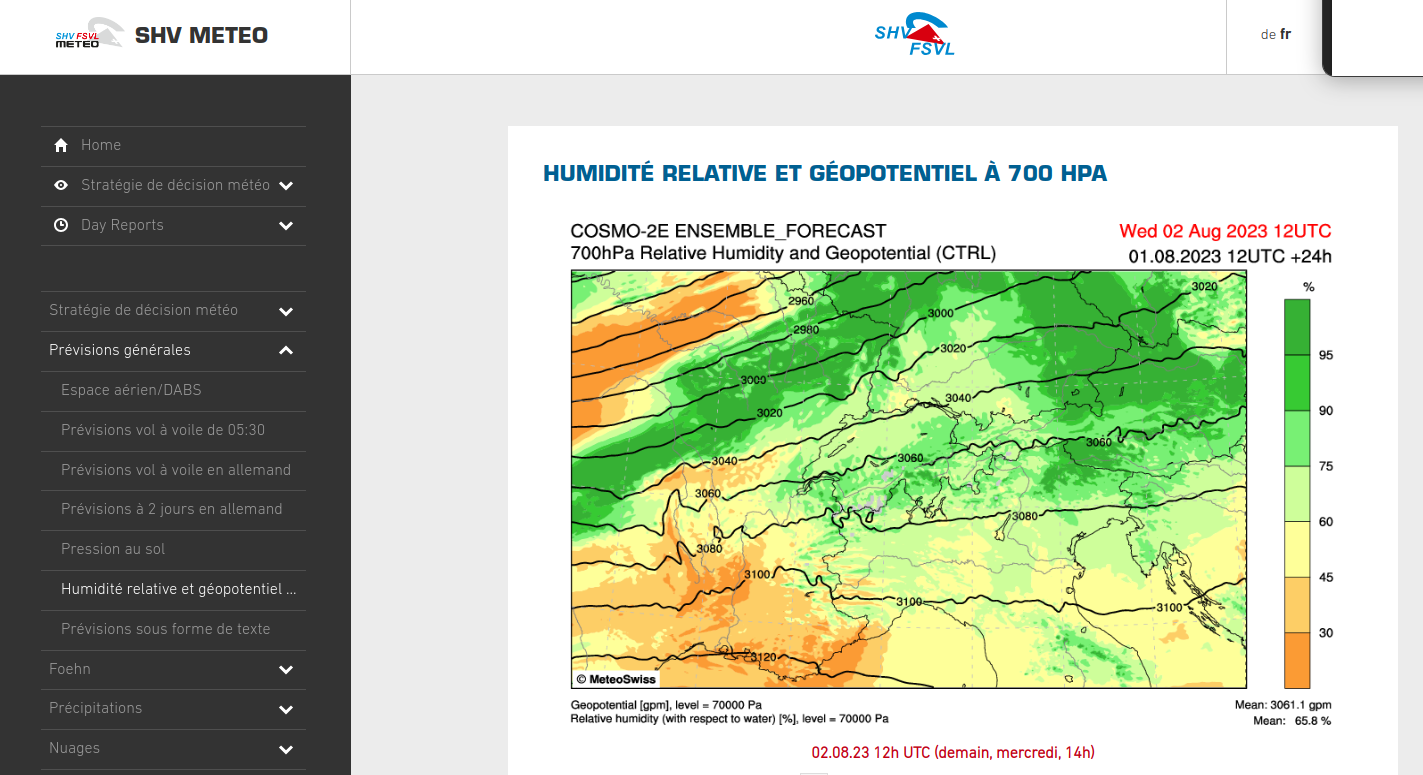 SHV FSVL
METEO
SHV METEO
SHV
FSVL
de fr
Home
Stratégie de décision météo
Day Reports
Stratégie de décision météo
Prévisions générales
Espace aérien/DABS
Prévisions vol à voile de 05:30
Prévisions vol à voile en allemand
Prévisions à 2 jours en allemand
Pression au sol
Humidité relative et géopotentiel ...
Prévisions sous forme de texte
Foehn
Précipitations
Nuages
HUMIDITÉ RELATIVE ET GÉOPOTENTIEL À 700 HPA
COSMO-2E ENSEMBLE_FORECAST
Wed 02 Aug 2023 12UTC
700hPa Relative Humidity and Geopotential (CTRL)
01.08.2023 12UTC +24h
3020
2960
3000
2980
3020
3000
3040
3020
3060
3040
3060
3060
3080
3080
3100
3100
3100
3120
%
95
90
75
60
45
30
© MeteoSwiss
Geopotential [gpm], level = 70000 Pa
Relative humidity (with respect to water) [%], level = 70000 Pa
Mean: 3061.1 gpm
Mean: 65.8 %
02.08.23 12h UTC (demain, mercredi, 14h)